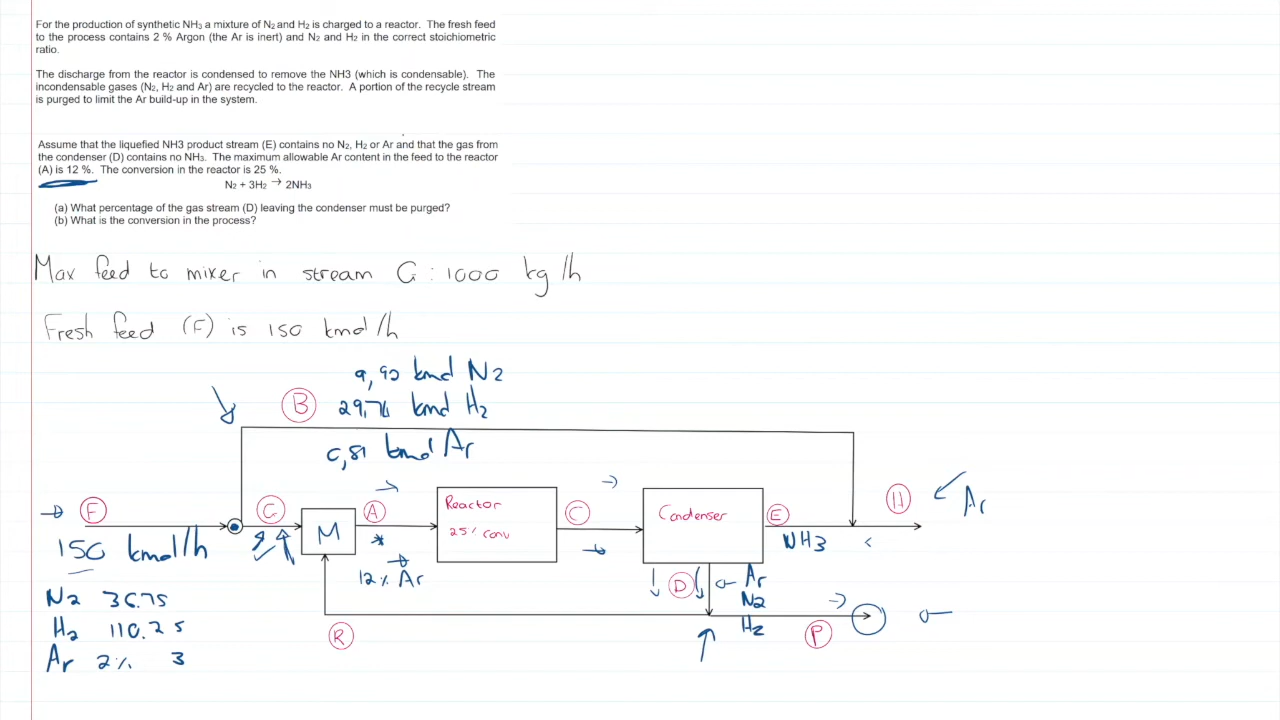 For the production of synthetic NH3 a mixture of N2 and H2 is charged to a reactor. The fresh feed
to the process contains 2 % Argon (the Ar is inert) and N2 and H2 in the correct stoichiometric
ratio.
The discharge from the reactor is condensed to remove the NH3 (which is condensable). The
incondensable gases (N2, H2 and Ar) are recycled to the reactor. A portion of the recycle stream
is purged to limit the Ar build-up in the system.
Assume that the liquefied NH3 product stream (E) contains no N2, H2 or Ar and that the gas from
the condenser (D) contains no NH3. The maximum allowable Ar content in the feed to the reactor
(A) is 12 %. The conversion in the reactor is 25 %.
N2 + 3H2 → 2NH3
(a) What percentage of the gas stream (D) leaving the condenser must be purged?
(b) What is the conversion in the process?
Max feed to mixer in stream G : 1000 kg/h
Fresh feed (F) is 150 kmol/h
9,92 kmol N2
B 29,76 kmol H2
0,81 kmol Ar
F
G
M
A
Reactor
25% conv
C
Condenser
E
H
Ar
NH3
150 kmol/h
12% Ar
D
Ar
N2
H2
N2 36.75
H2 110.25
Ar 2% 3
R
P